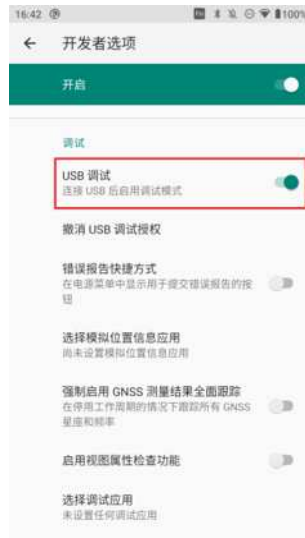 16:42
100%
开发者选项
开启
调试
USB 调试
连接 USB 后启用调试模式
撤消 USB 调试授权
错误报告快捷方式
在电源菜单中显示用于提交错误报告的按
钮
选择模拟位置信息应用
尚未设置模拟位置信息应用
强制启用 GNSS 测量结果全面跟踪
在停用工作周期的情况下跟踪所有 GNSS
星座和频率
启用视图属性检查功能
选择调试应用
未设置任何调试应用